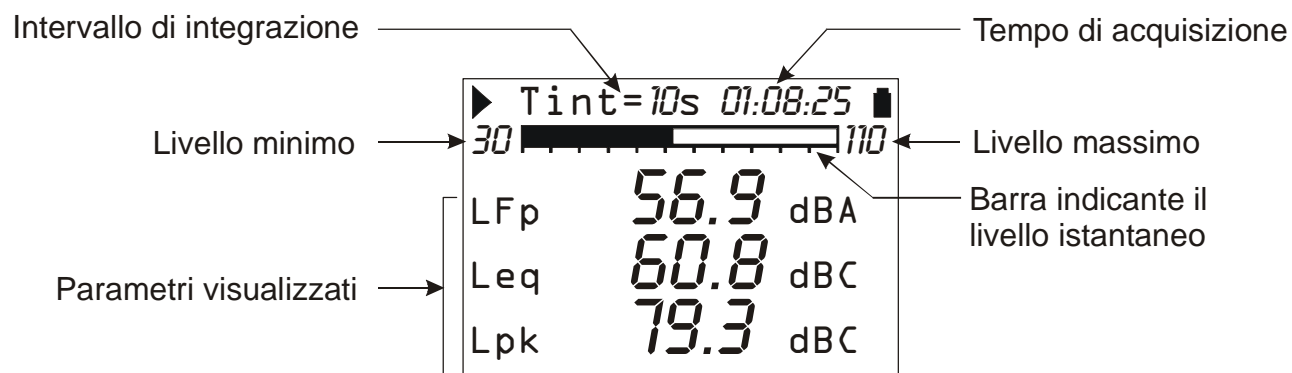 Intervallo di integrazione
Tempo di acquisizione
Tint=10s 01:08:25
Livello minimo
30
110
Livello massimo
Barra indicante il
livello istantaneo
LFp 56.9 dBA
Leq 60.8 dBC
Parametri visualizzati
Lpk 79.3 dBC